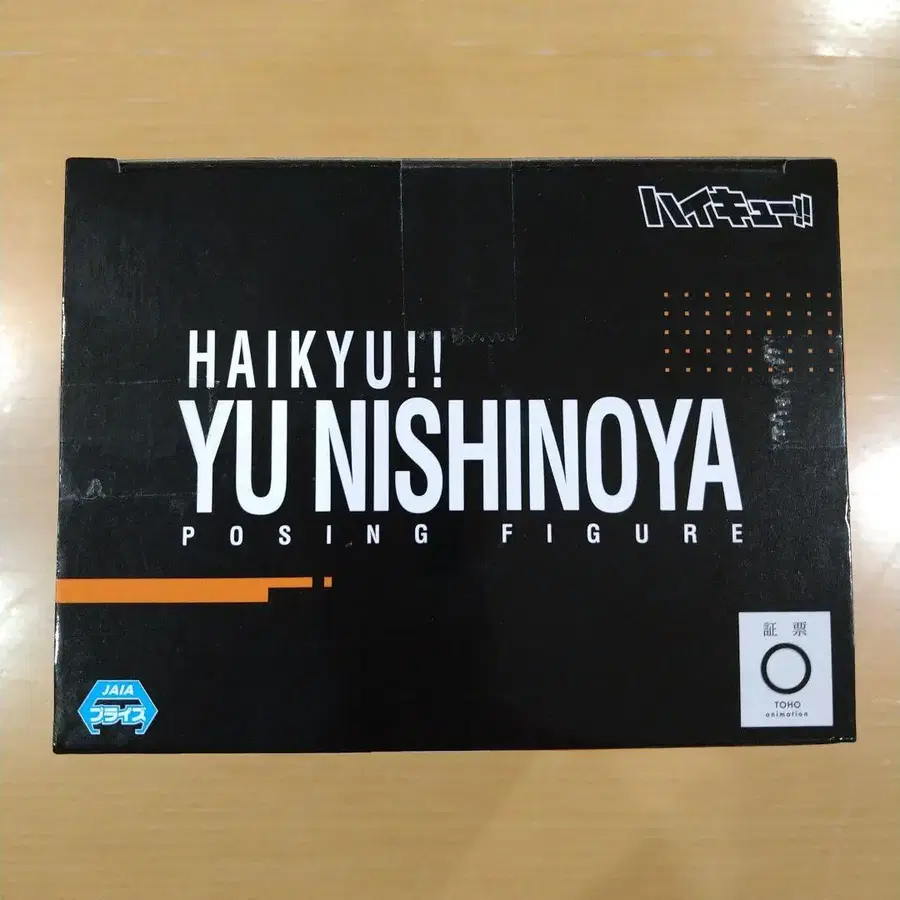 ハイキュー!!
HAIKYU!!
YU NISHINOYA
POSING FIGURE
JAIA
プライズ
証票
TOHO
animation